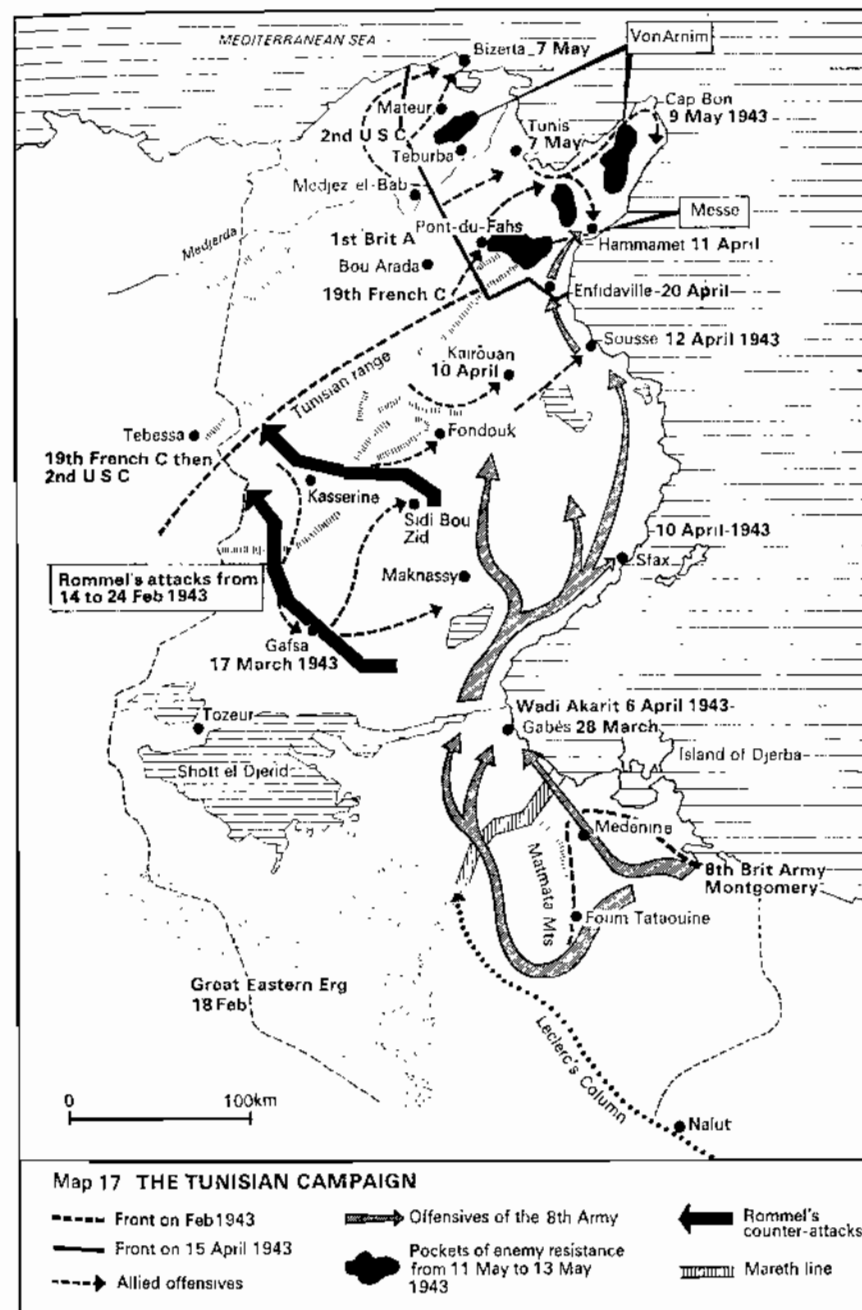 MEDITERRANEAN SEA
Bizerta 7 May
Von Arnim
Mateur
2nd U S C
Cap Bon
9 May 1943
Tunis
7 May
Teburba
Medjez el-Bab
Messe
Medjerda
1st Brit A
Pont-du-Fahs
Hammamet 11 April
Bou Arada
19th French C
Enfidaville-20 April
Sousse 12 April 1943
Tunisian range
Kairouan
10 April
Tebessa
Fondouk
19th French C then
2nd U S C
Kasserine
Sidi Bou
Zid
10 April-1943
Sfax
Rommel's attacks from
14 to 24 Feb 1943
Maknassy
Gafsa
17 March 1943
Wadi Akarit 6 April 1943-
Gabès 28 March
Tozeur
Island of Djerba
Shott el Djerid
Medenine
8th Brit Army
Montgomery
Matmata Mts
Foum Tataouine
Great Eastern Erg
18 Feb
Leclerc's Column
0 100km
Nalut
Map 17 THE TUNISIAN CAMPAIGN
Front on Feb 1943
Front on 15 April 1943
Allied offensives
Offensives of the 8th Army
Pockets of enemy resistance
from 11 May to 13 May
1943
Rommel's
counter-attacks
Mareth line